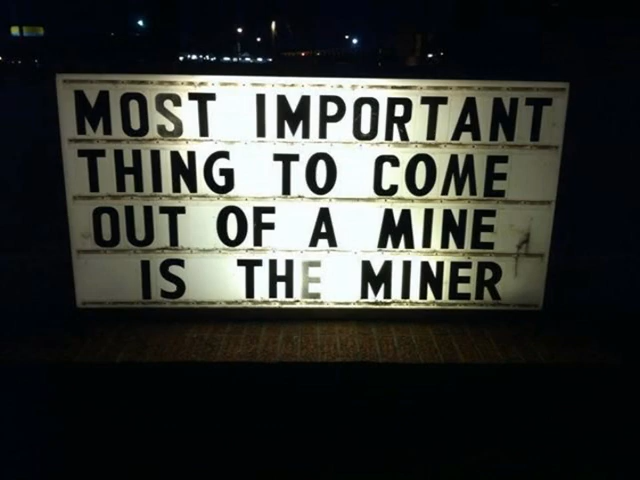 MOST IMPORTANT
THING TO COME
OUT OF A MINE
IS THE MINER